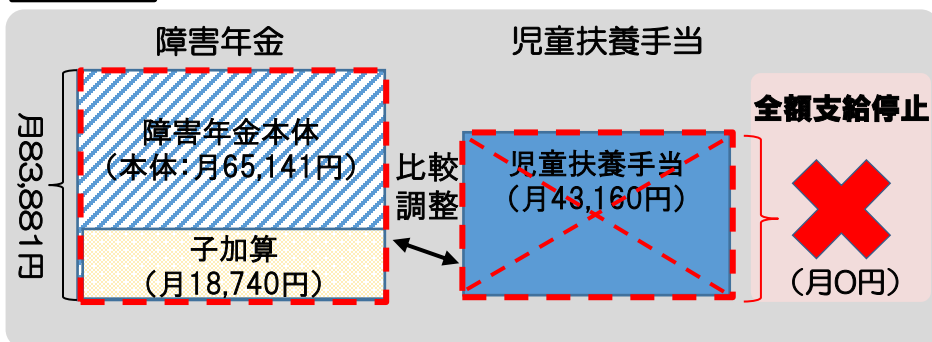 障害年金
児童扶養手当
月83,881円
障害年金本体
(本体:月65,141円)
子加算
(月18,740円)
比較
調整
児童扶養手当
(月43,160円)
全額支給停止
(月0円)